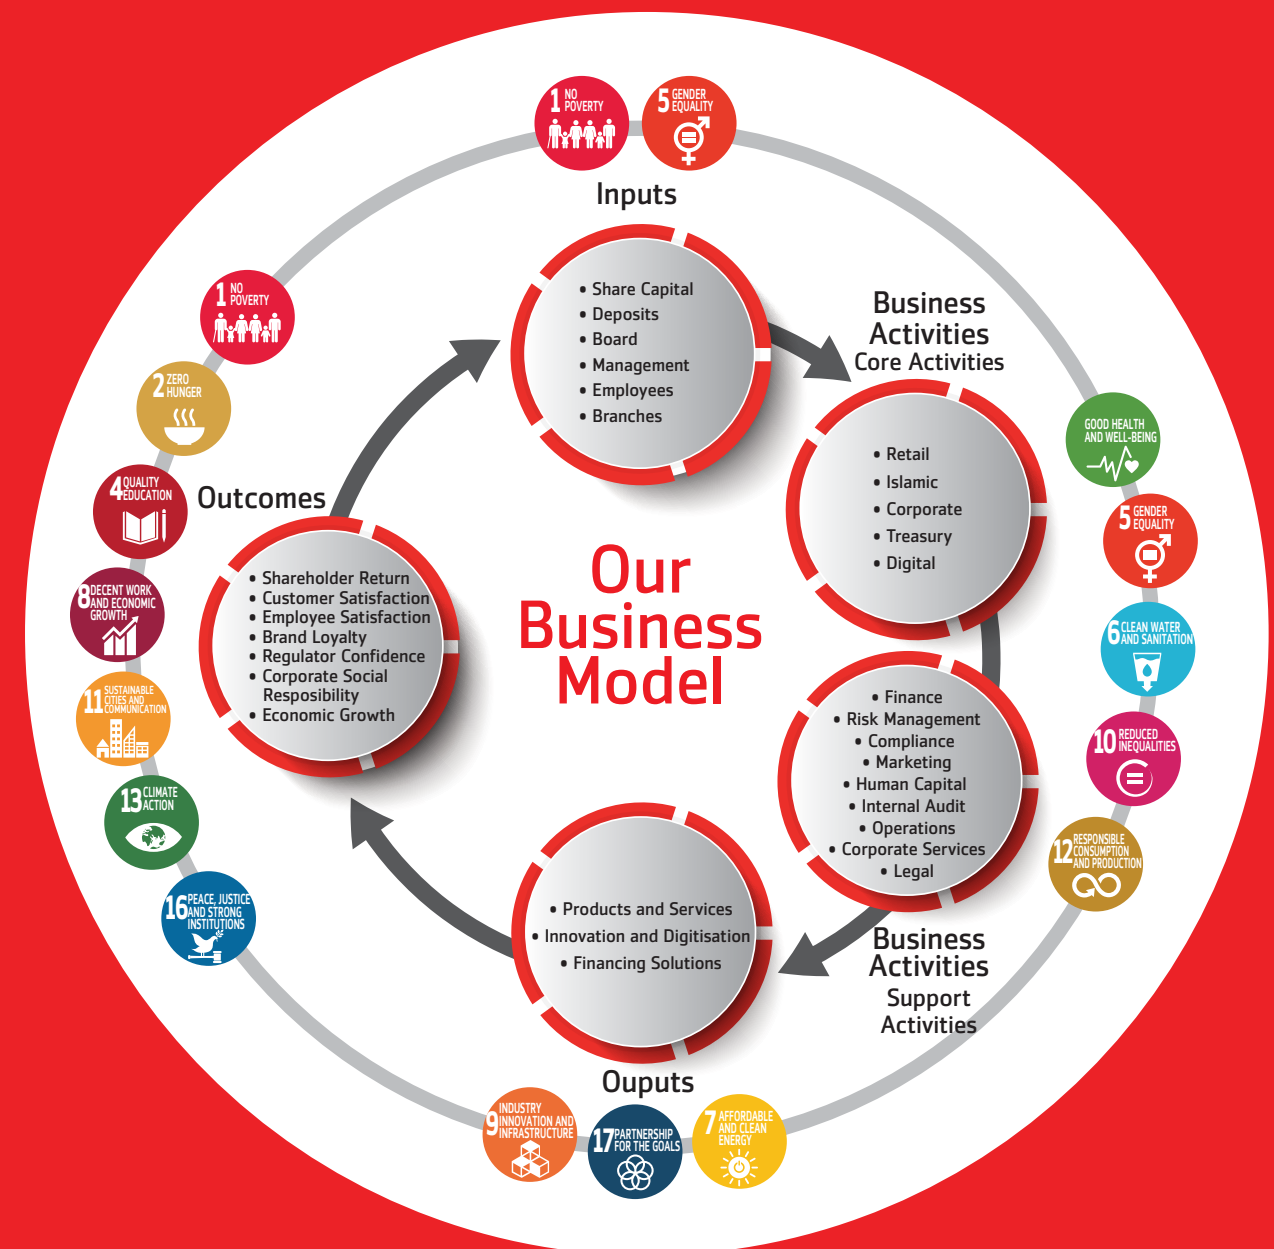 1 NO
POVERTY
5 GENDER
EQUALITY
Inputs
• Share Capital
• Deposits
• Board
• Management
• Employees
• Branches
Business
Activities
Core Activities
• Retail
• Islamic
• Corporate
• Treasury
• Digital
GOOD HEALTH
AND WELL-BEING
5 GENDER
EQUALITY
6 CLEAN WATER
AND SANITATION
10 REDUCED
INEQUALITIES
12 RESPONSIBLE
CONSUMPTION
AND PRODUCTION
• Finance
• Risk Management
• Compliance
• Marketing
• Human Capital
• Internal Audit
• Operations
• Corporate Services
• Legal
Business
Activities
Support
Activities
• Products and Services
• Innovation and Digitisation
• Financing Solutions
Ouputs
9 INDUSTRY
INNOVATION AND
INFRASTRUCTURE
17 PARTNERSHIP
FOR THE GOALS
7 AFFORDABLE
AND CLEAN
ENERGY
Outcomes
• Shareholder Return
• Customer Satisfaction
• Employee Satisfaction
• Brand Loyalty
• Regulator Confidence
• Corporate Social
Resposibility
• Economic Growth
1 NO
POVERTY
2 ZERO
HUNGER
4 QUALITY
EDUCATION
8 DECENT WORK
AND ECONOMIC
GROWTH
11 SUSTAINABLE
CITIES AND
COMMUNICATION
13 CLIMATE
ACTION
16 PEACE, JUSTICE
AND STRONG
INSTITUTIONS
Our
Business
Model